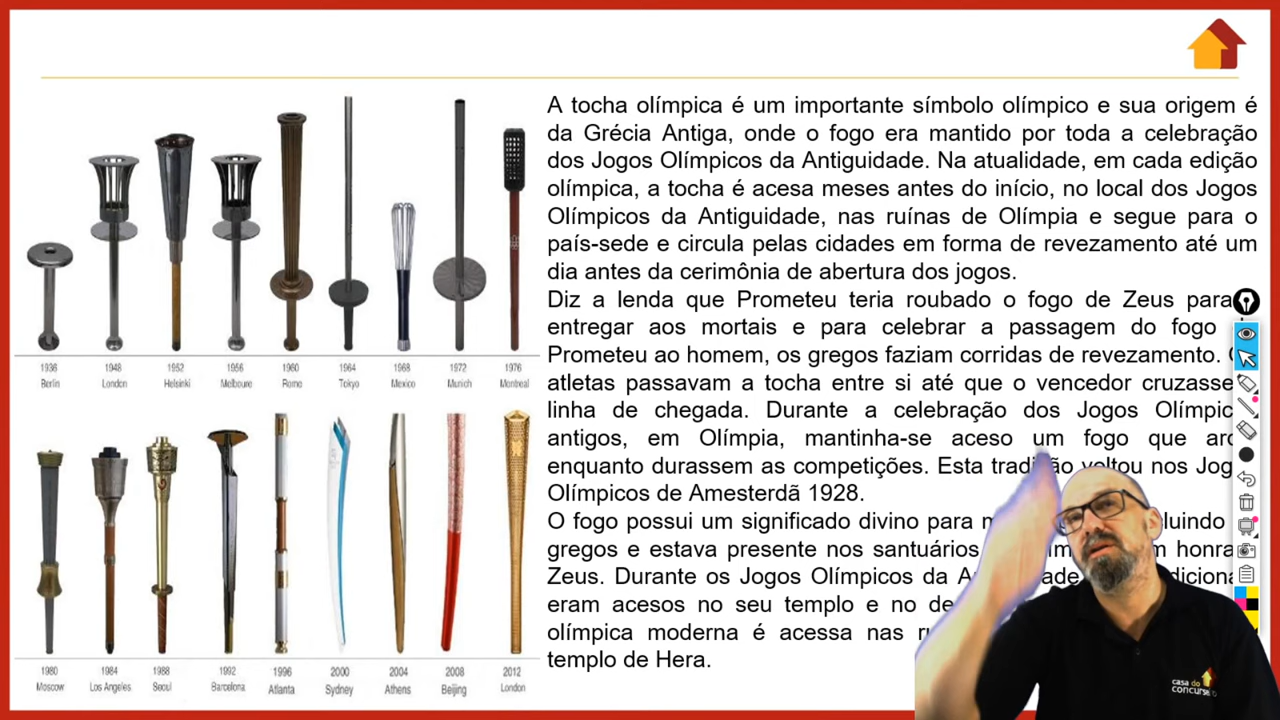 A tocha olímpica é um importante símbolo olímpico e sua origem é
da Grécia Antiga, onde o fogo era mantido por toda a celebração
dos Jogos Olímpicos da Antiguidade. Na atualidade, em cada edição
olímpica, a tocha é acesa meses antes do início, no local dos Jogos
Olímpicos da Antiguidade, nas ruínas de Olímpia e segue para o
país-sede e circula pelas cidades em forma de revezamento até um
dia antes da cerimônia de abertura dos jogos.
Diz a lenda que Prometeu teria roubado o fogo de Zeus para
entregar aos mortais e para celebrar a passagem do fogo
Prometeu ao homem, os gregos faziam corridas de revezamento.
atletas passavam a tocha entre si até que o vencedor cruzasse
linha de chegada. Durante a celebração dos Jogos
antigos, em Olímpia, mantinha-se aceso um fogo que
enquanto durassem as competições. Esta tradição voltou nos
Olímpicos de Amesterdã 1928.
O fogo possui um significado divino para
gregos e estava presente nos santuários
Zeus. Durante os Jogos Olímpicos da
eram acesos no seu templo e no
olímpica moderna é acessa nas
templo de Hera.
1936 1948 1952 1956 1960 1964 1968 1972 1976
Berlin London Helsinki Melboure Rome Tokyo Mexico Munich Montreal
1980 1984 1988 1992 1996 2000 2004 2008 2012
Moscow Los Angeles Seoul Barcelona Atlanta Sydney Athens Beijing London
casa do
concurseiro